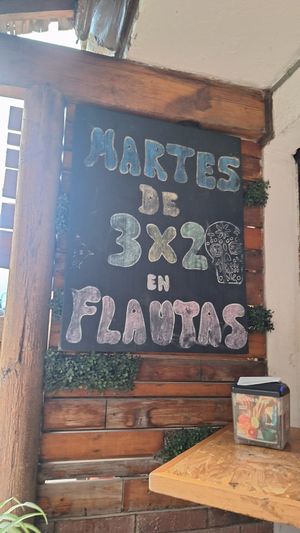 MARTES
DE
3x2
EN
FLAUTAS